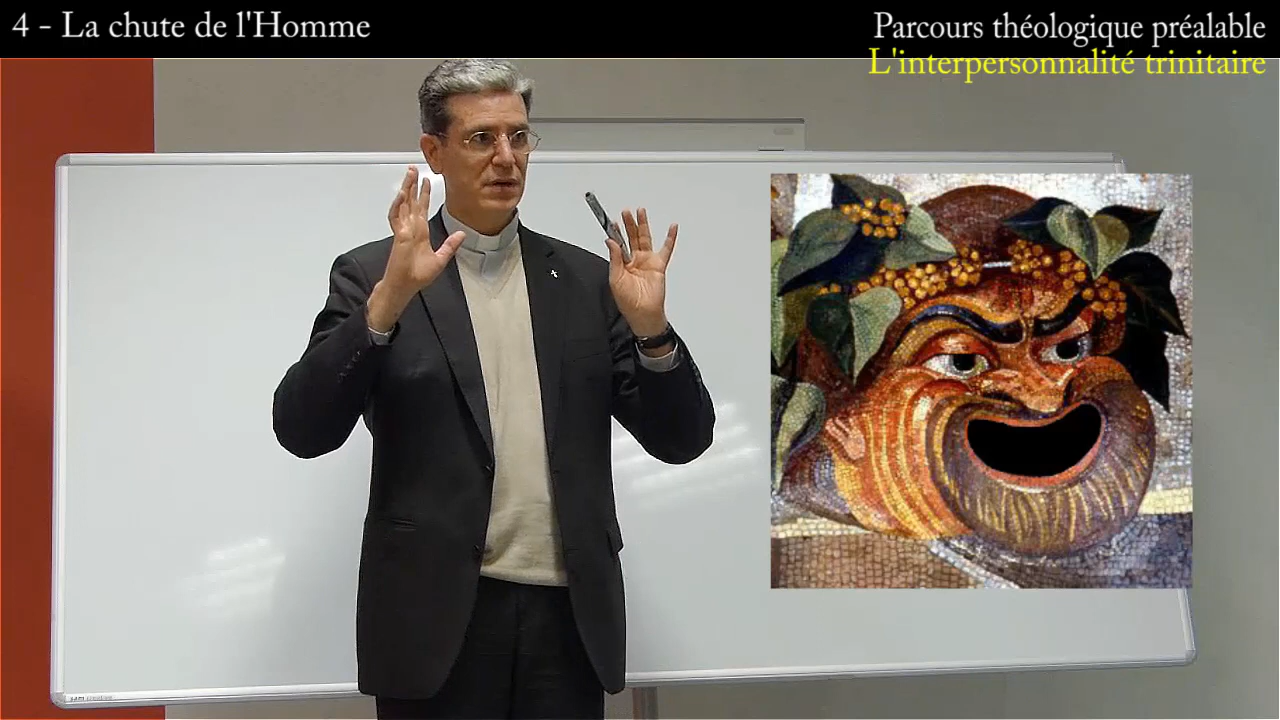 4 - La chute de l'Homme
Parcours théologique préalable
L'interpersonnalité trinitaire